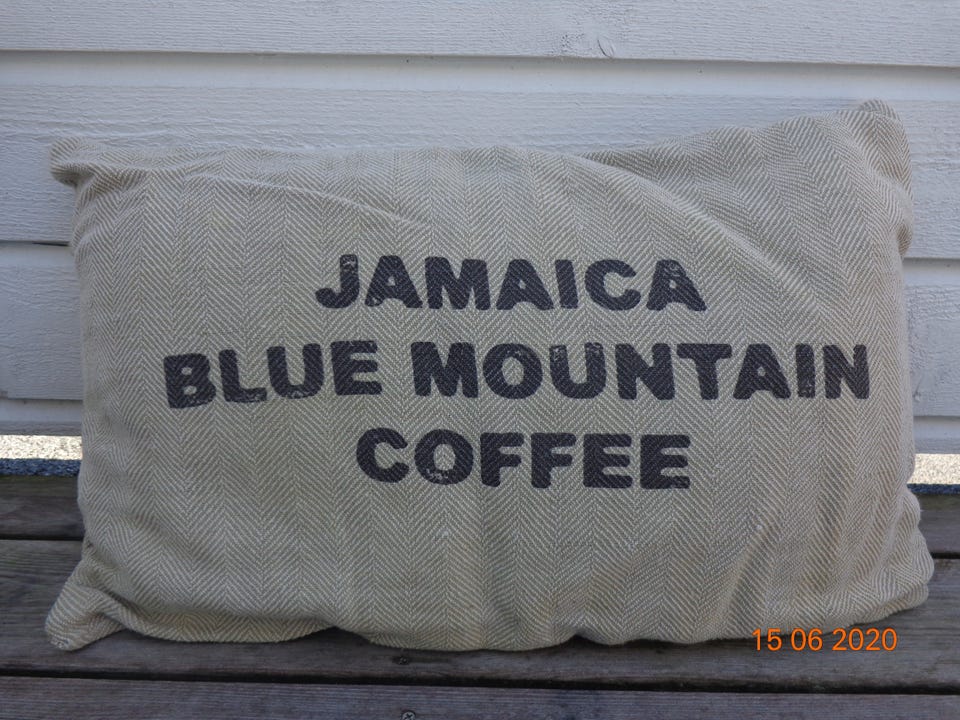 JAMAICA
BLUE MOUNTAIN
COFFEE
15 06 2020